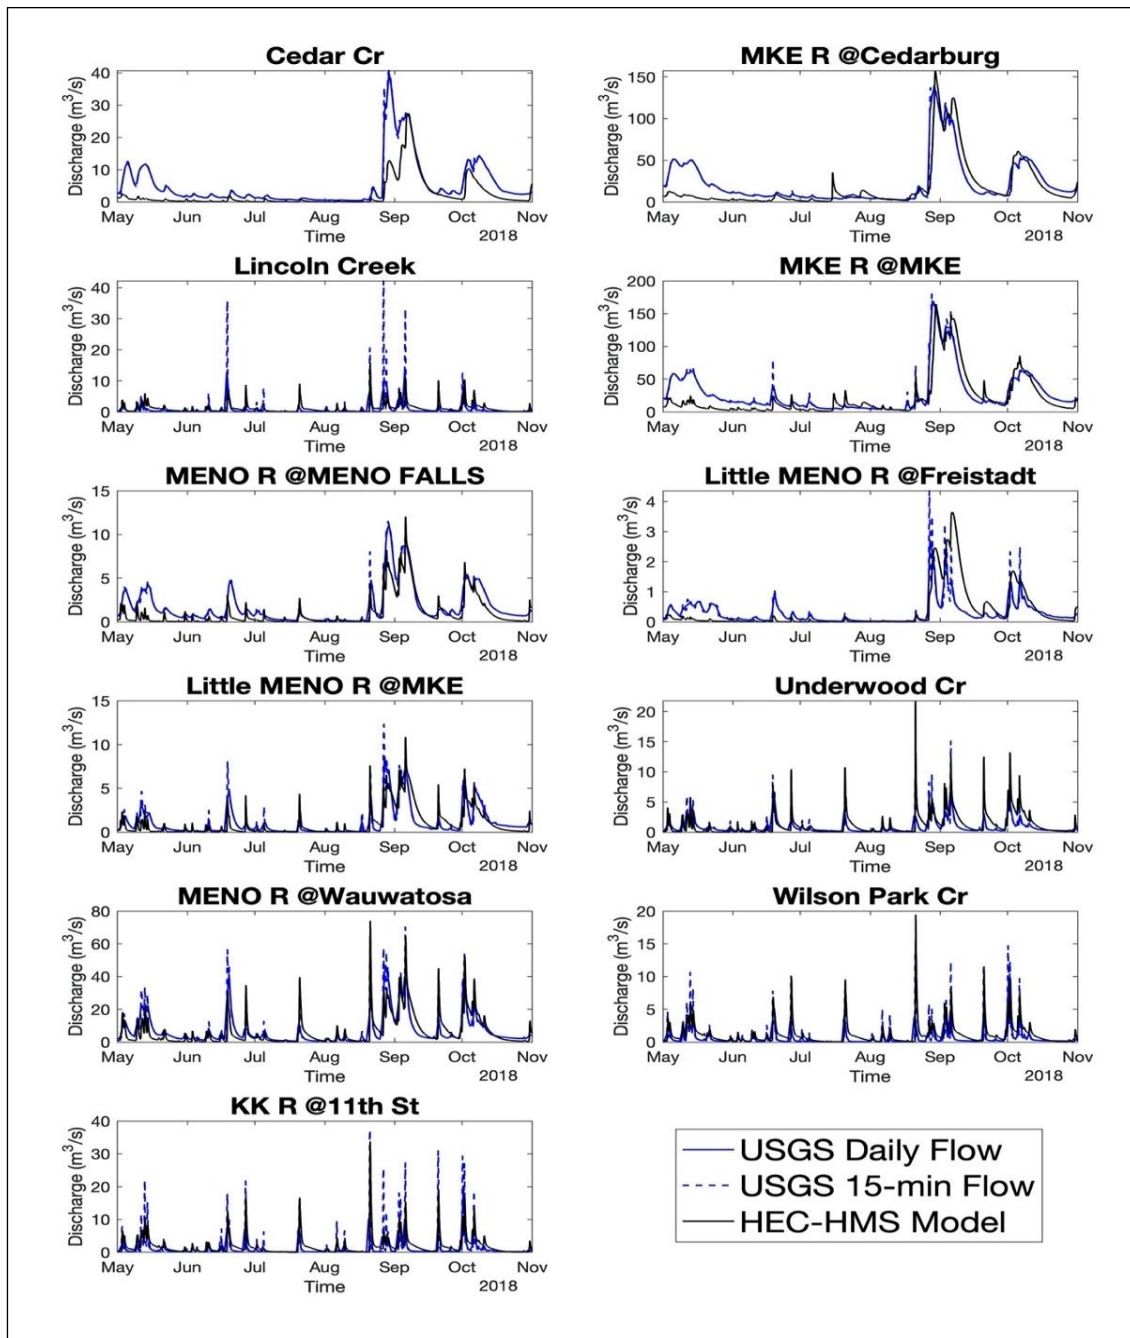 Cedar Cr
Discharge (m³/s)
40
30
20
10
0
May Jun Jul Aug Sep Oct Nov
Time 2018
MKE R @Cedarburg
Discharge (m³/s)
150
100
50
0
May Jun Jul Aug Sep Oct Nov
Time 2018
Lincoln Creek
Discharge (m³/s)
40
30
20
10
0
May Jun Jul Aug Sep Oct Nov
Time 2018
MKE R @MKE
Discharge (m³/s)
200
150
100
50
0
May Jun Jul Aug Sep Oct Nov
Time 2018
MENO R @MENO FALLS
Discharge (m³/s)
15
10
5
0
May Jun Jul Aug Sep Oct Nov
Time 2018
Little MENO R @Freistadt
Discharge (m³/s)
4
3
2
1
0
May Jun Jul Aug Sep Oct Nov
Time 2018
Little MENO R @MKE
Discharge (m³/s)
15
10
5
0
May Jun Jul Aug Sep Oct Nov
Time 2018
Underwood Cr
Discharge (m³/s)
20
15
10
5
0
May Jun Jul Aug Sep Oct Nov
Time 2018
MENO R @Wauwatosa
Discharge (m³/s)
80
60
40
20
0
May Jun Jul Aug Sep Oct Nov
Time 2018
Wilson Park Cr
Discharge (m³/s)
20
15
10
5
0
May Jun Jul Aug Sep Oct Nov
Time 2018
KK R @11th St
Discharge (m³/s)
40
30
20
10
0
May Jun Jul Aug Sep Oct Nov
Time 2018
USGS Daily Flow
USGS 15-min Flow
HEC-HMS Model